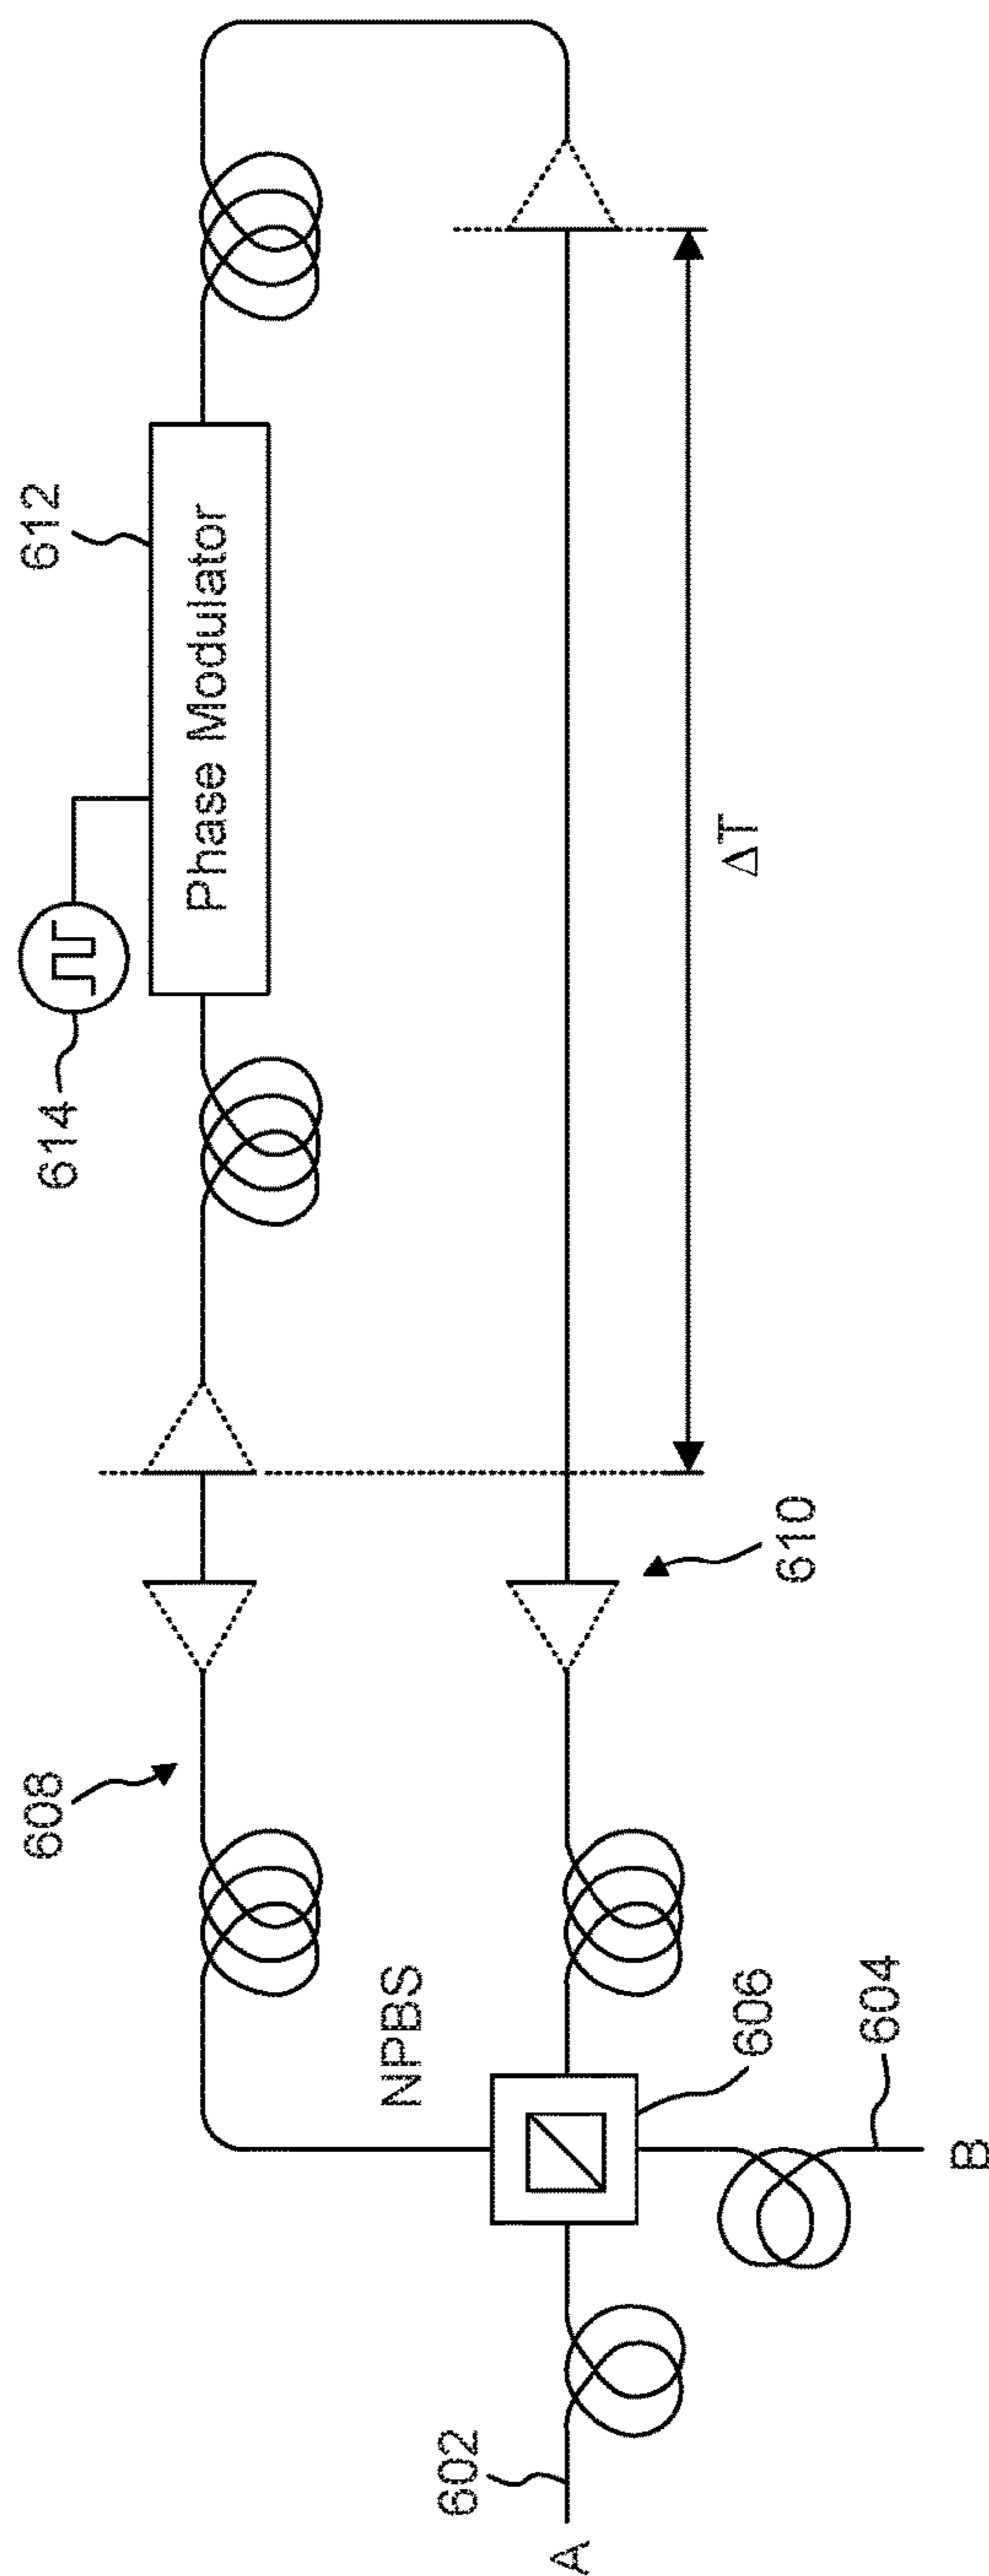 612
Phase Modulator
614
ΔT
608
610
NPBS
606
604
602
A
B